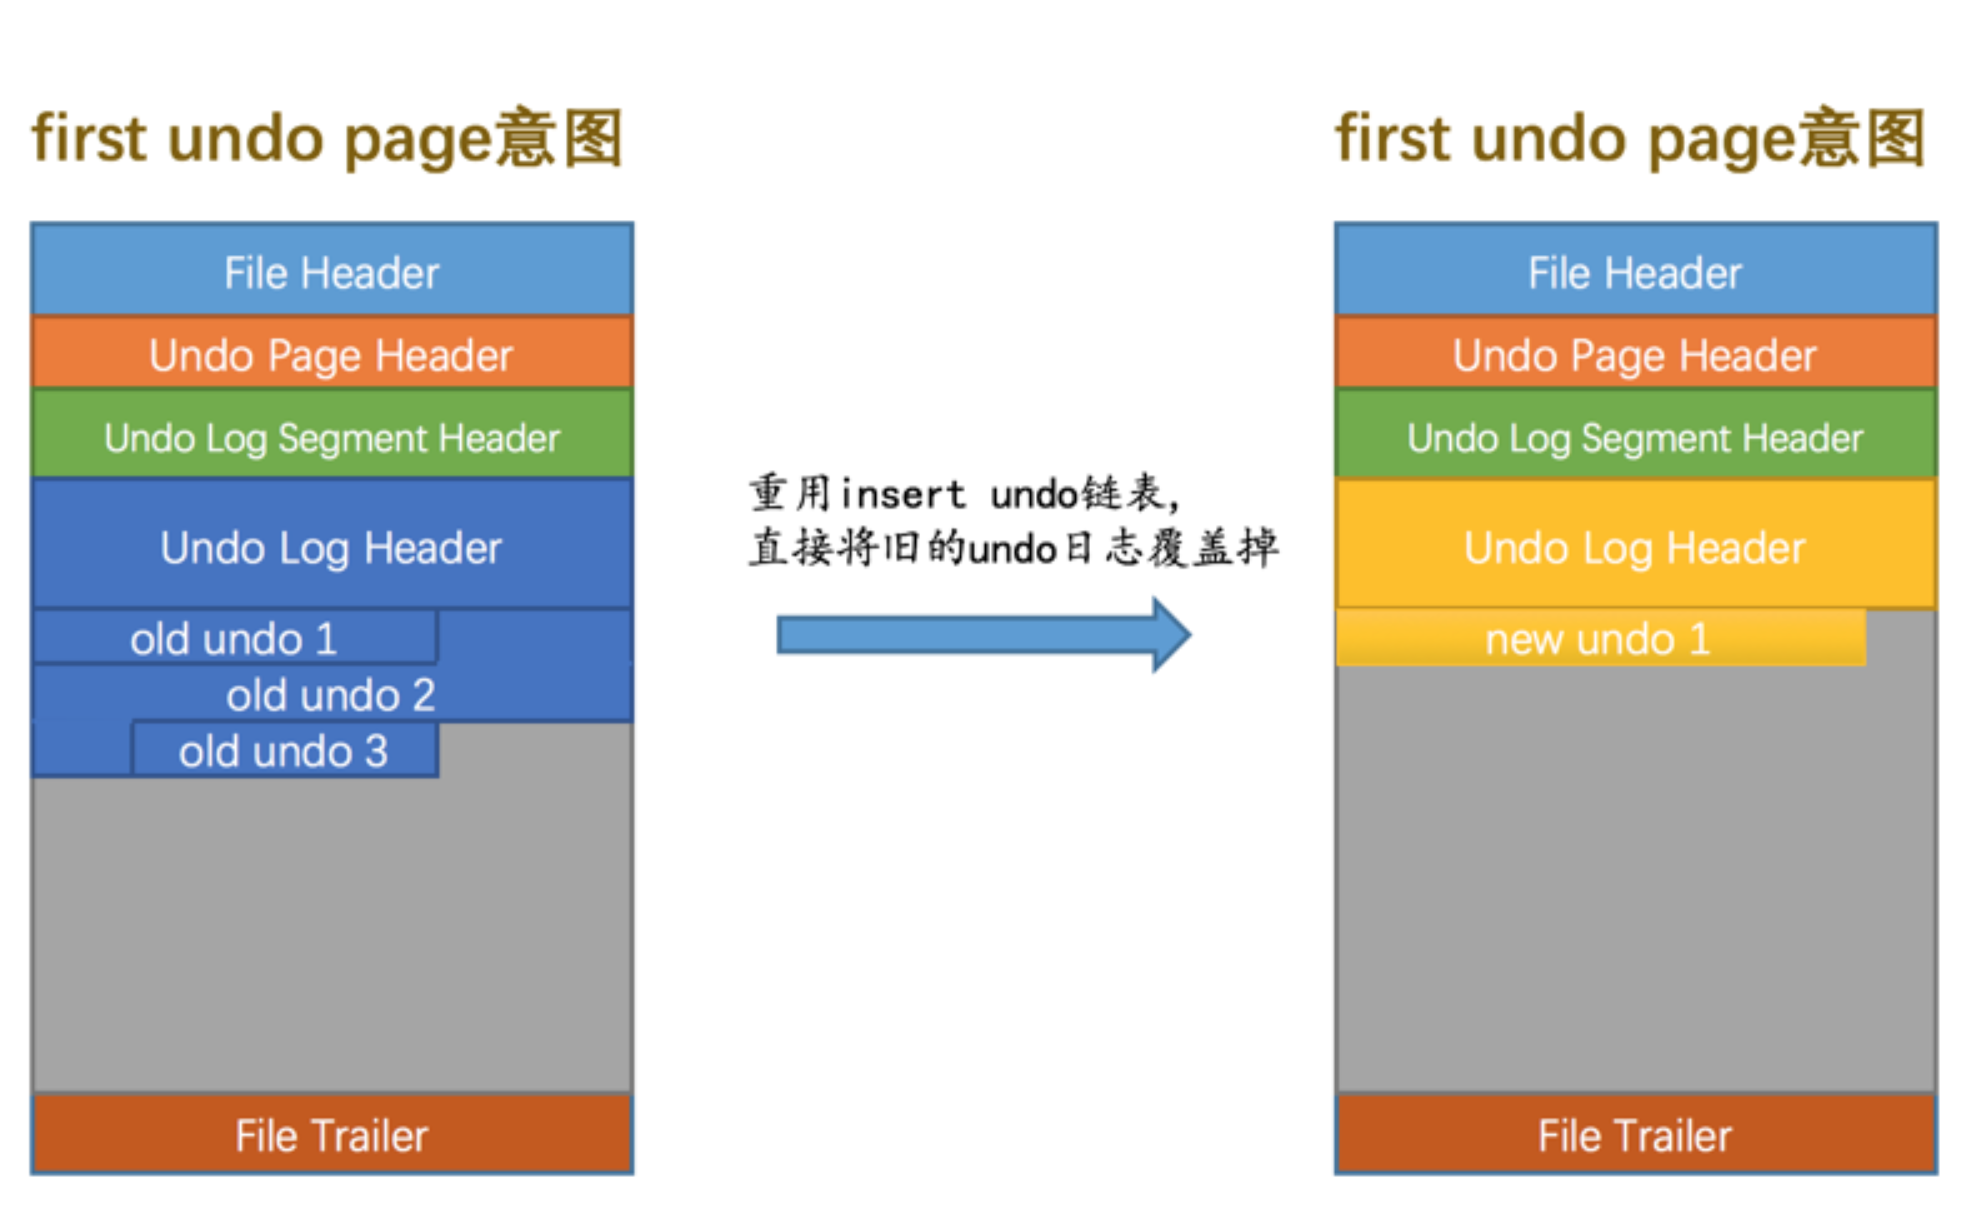 first undo page意图
File Header
Undo Page Header
Undo Log Segment Header
Undo Log Header
old undo 1
old undo 2
old undo 3
File Trailer
重用insert undo链表，
直接将旧的undo日志覆盖掉
first undo page意图
File Header
Undo Page Header
Undo Log Segment Header
Undo Log Header
new undo 1
File Trailer